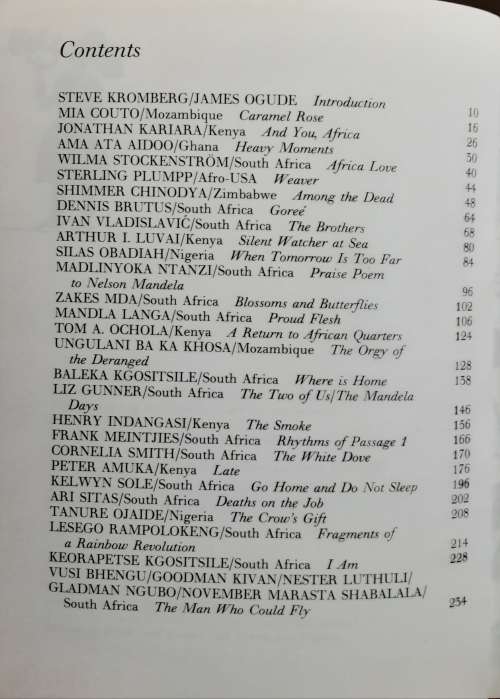 Contents
STEVE KROMBERG/JAMES OGUDE Introduction 10
MIA COUTO/Mozambique Caramel Rose 16
JONATHAN KARIARA/Kenya And You, Africa 26
AMA ATA AIDOO/Ghana Heavy Moments 30
WILMA STOCKENSTRÖM/South Africa Africa Love 40
STERLING PLUMPP/Afro-USA Weaver 44
SHIMMER CHINODYA/Zimbabwe Among the Dead 48
DENNIS BRUTUS/South Africa Goreé 64
IVAN VLADISLAVIĆ/South Africa The Brothers 68
ARTHUR I. LUVAI/Kenya Silent Watcher at Sea 80
SILAS OBADIAH/Nigeria When Tomorrow Is Too Far 84
MADLINYOKA NTANZI/South Africa Praise Poem
to Nelson Mandela 96
ZAKES MDA/South Africa Blossoms and Butterflies 102
MANDLA LANGA/South Africa Proud Flesh 106
TOM A. OCHOLA/Kenya A Return to African Quarters 124
UNGULANI BA KA KHOSA/Mozambique The Orgy of
the Deranged 128
BALEKA KGOSITSILE/South Africa Where is Home 138
LIZ GUNNER/South Africa The Two of Us/The Mandela
Days 146
HENRY INDANGASI/Kenya The Smoke 156
FRANK MEINTJIES/South Africa Rhythms of Passage 1 166
CORNELIA SMITH/South Africa The White Dove 170
PETER AMUKA/Kenya Late 176
KELWYN SOLE/South Africa Go Home and Do Not Sleep 196
ARI SITAS/South Africa Deaths on the Job 202
TANURE OJAIDE/Nigeria The Crow's Gift 208
LESEGO RAMPOLOKENG/South Africa Fragments of
a Rainbow Revolution 214
KEORAPETSE KGOSITSILE/South Africa I Am 228
VUSI BHENGU/GOODMAN KIVAN/NESTER LUTHULI/
GLADMAN NGUBO/NOVEMBER MARASTA SHABALALA/
South Africa The Man Who Could Fly 234